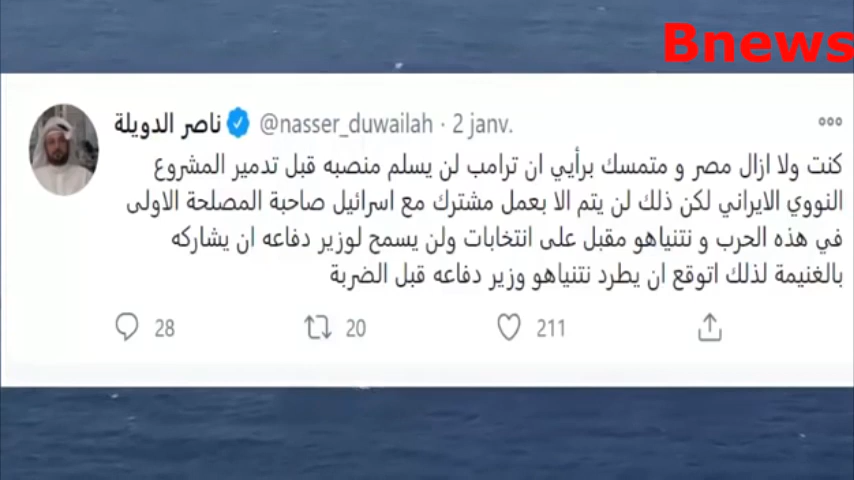 Bnews
ناصر الدويلة @nasser_duwailah · 2 janv.
كنت ولا ازال مصر و متمسك برأيي ان ترامب لن يسلم منصبه قبل تدمير المشروع
النووي الايراني لكن ذلك لن يتم الا بعمل مشترك مع اسرائيل صاحبة المصلحة الاولى
في هذه الحرب و نتنياهو مقبل على انتخابات ولن يسمح لوزير دفاعه ان يشاركه
بالغنيمة لذلك اتوقع ان يطرد نتنياهو وزير دفاعه قبل الضربة
28 20 211